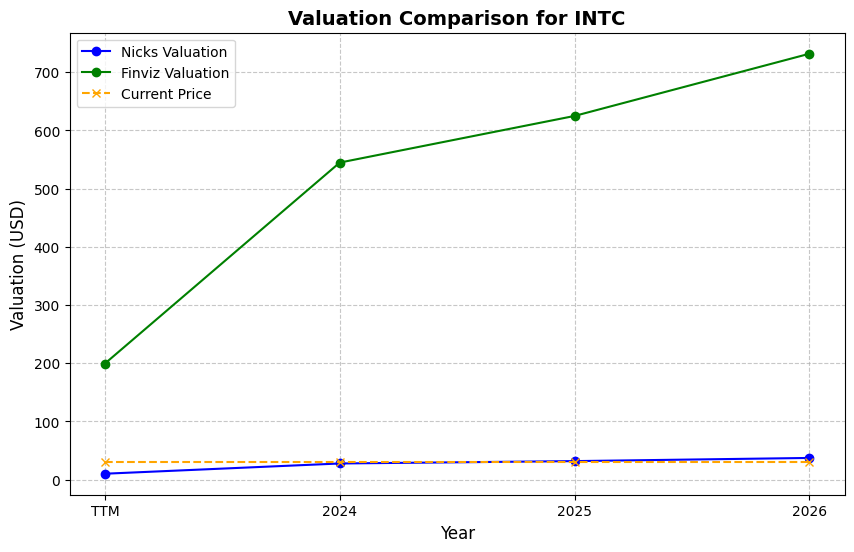 Valuation Comparison for INTC
Nicks Valuation
Finviz Valuation
Current Price
Valuation (USD)
700
600
500
400
300
200
100
0
TTM
2024
2025
2026
Year